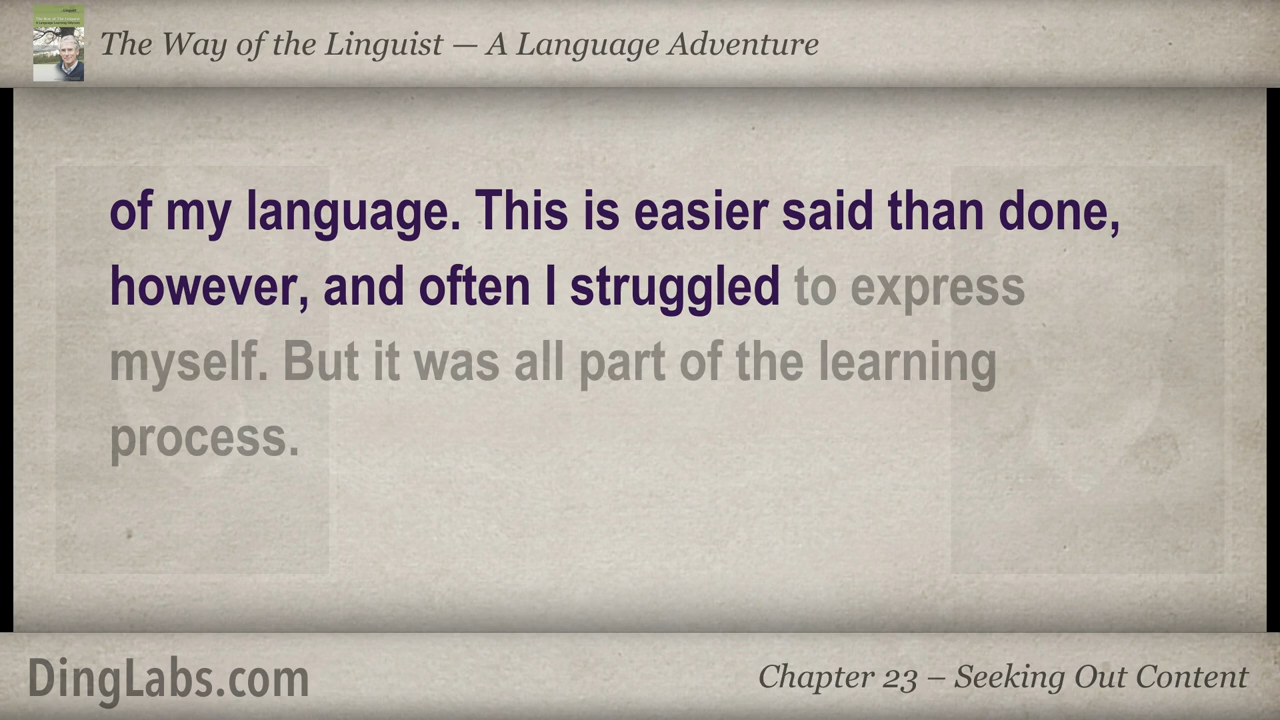 The Way of the Linguist — A Language Adventure
of my language. This is easier said than done,
however, and often I struggled to express
myself. But it was all part of the learning
process.
DingLabs.com
Chapter 23 – Seeking Out Content